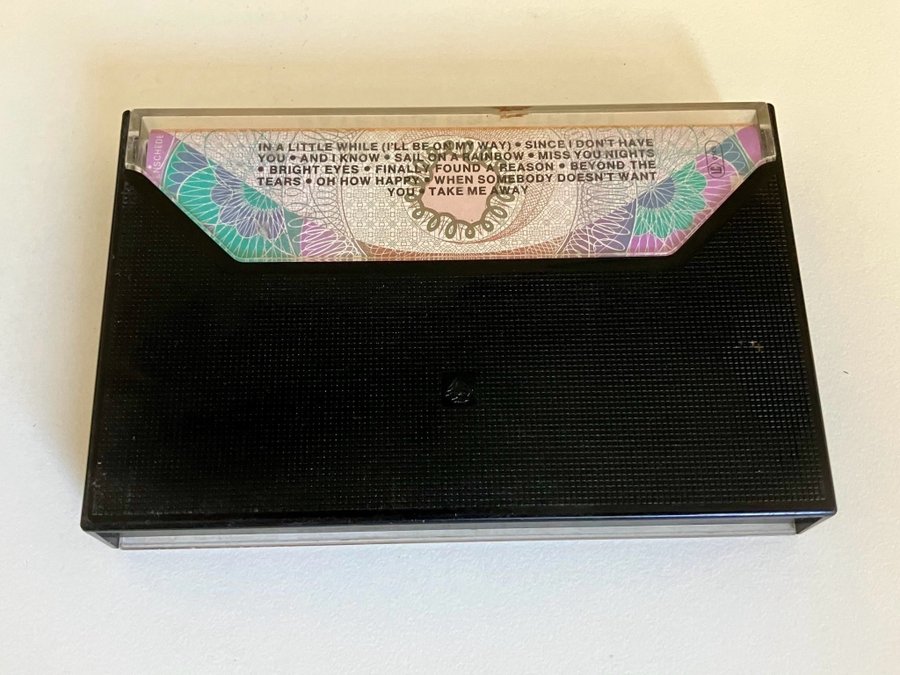 IN A LITTLE WHILE (I'LL BE ON MY WAY) • SINCE I DON'T HAVE
YOU • AND I KNOW • SAIL ON A RAINBOW • MISS YOU NIGHTS
• BRIGHT EYES • FINALLY FOUND A REASON • BEYOND THE
TEARS • OH HOW HAPPY • WHEN SOMEBODY DOESN'T WANT
YOU • TAKE ME AWAY